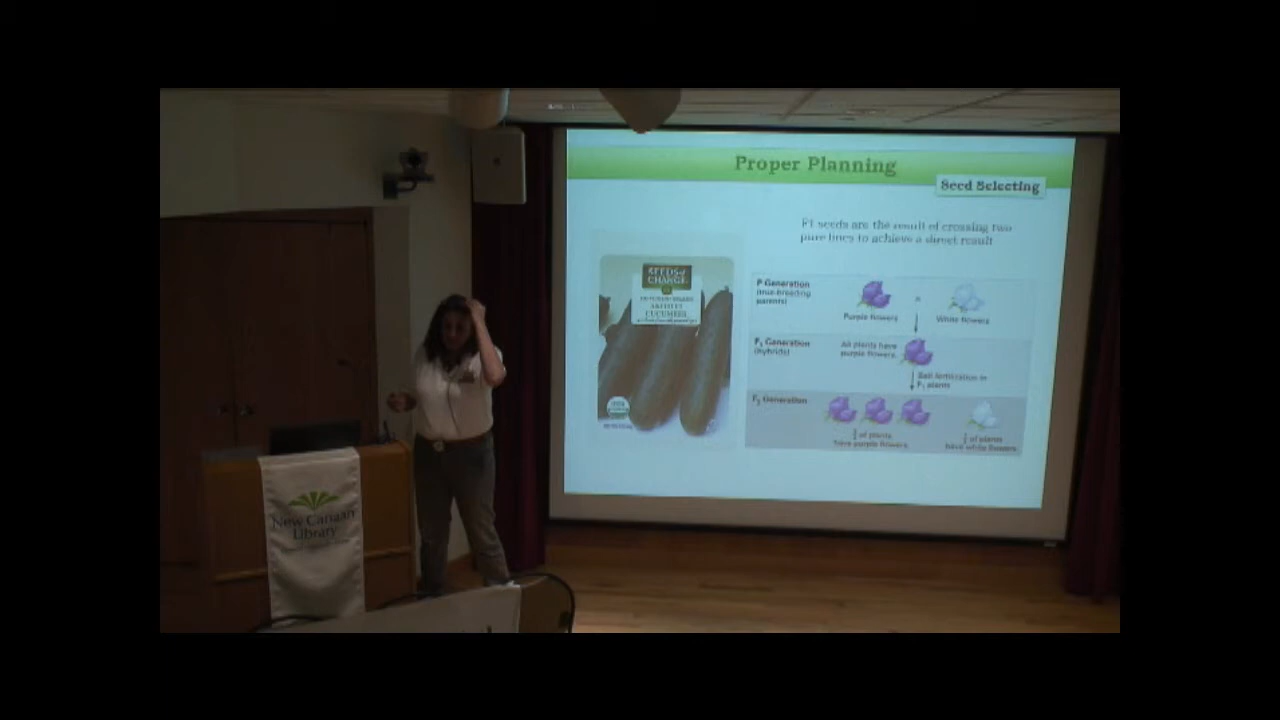 Proper Planning
Seed Selecting
F1 seeds are the result of crossing two
pure lines to achieve a direct result
SEEDS of
CHANGE
CUCUMBER
USDA
P Generation
(true-breeding
parents)
Purple flowers
×
White flowers
F₁ Generation
(hybrids)
All plants have
purple flowers.
Self-fertilization in
F₁ plants
F₂ Generation
of plants
have purple flowers.
of plants
have white flowers.
New Canaan
Library